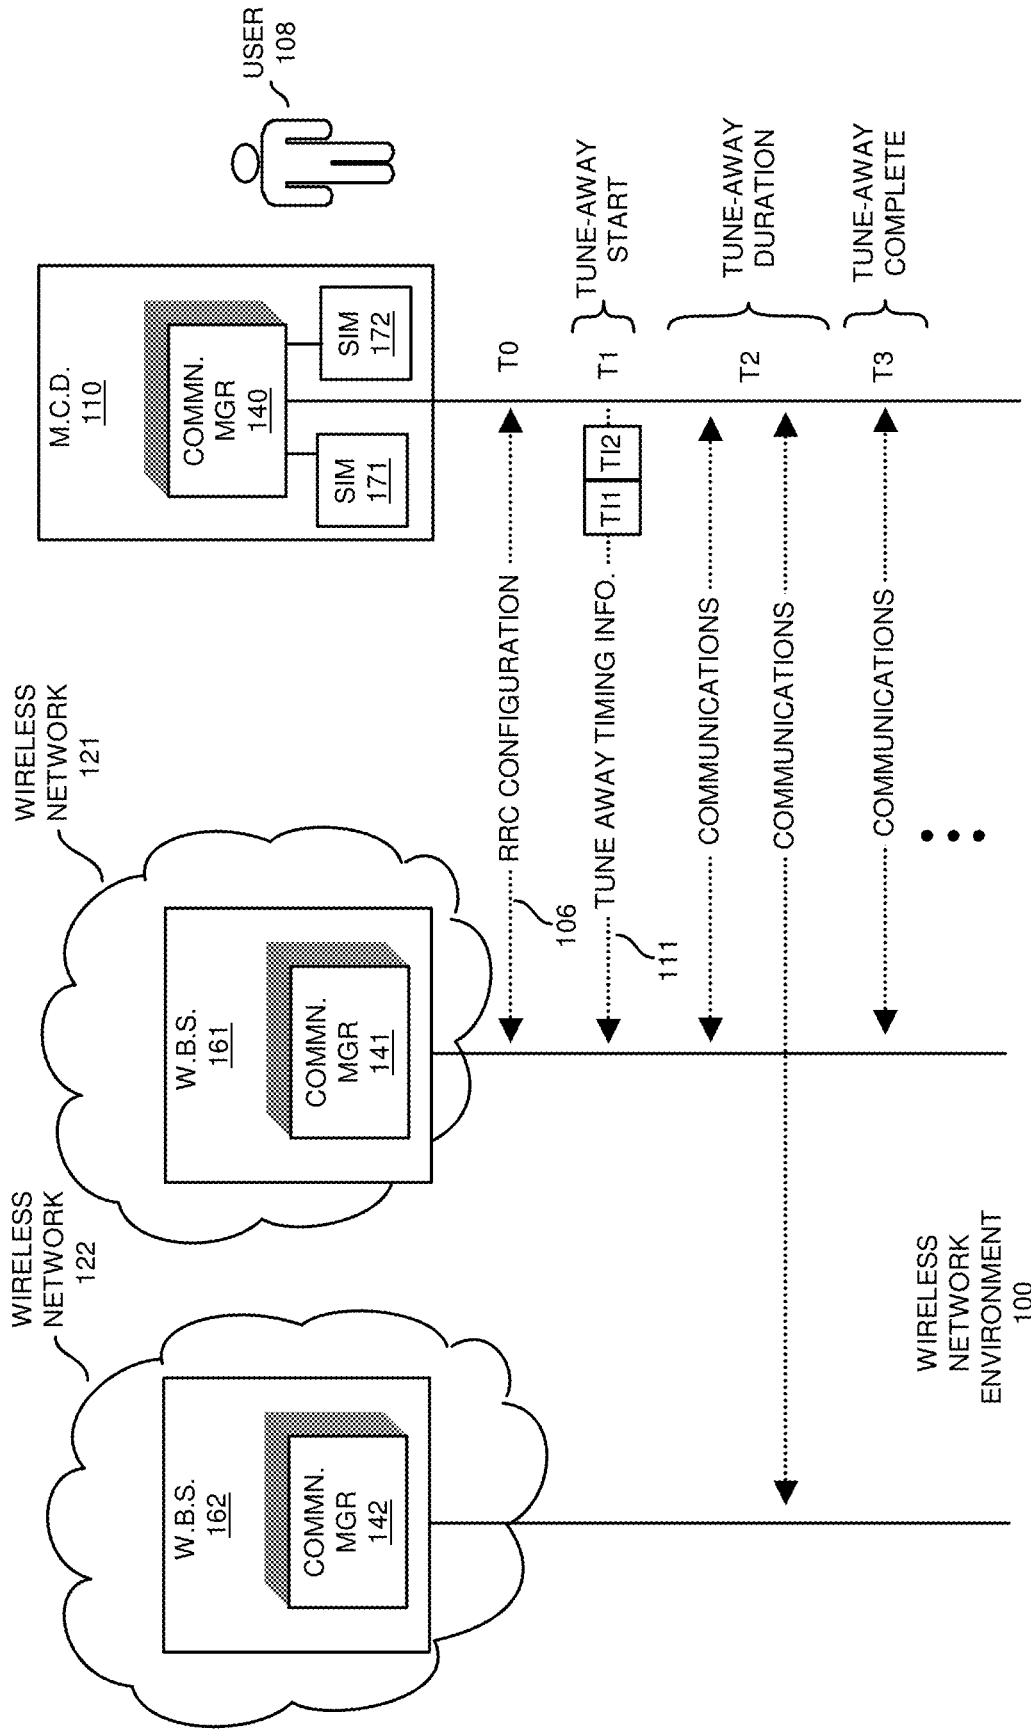 WIRELESS
NETWORK
122
W.B.S.
162
COMMN.
MGR
142
WIRELESS
NETWORK
121
W.B.S.
161
COMMN.
MGR
141
M.C.D.
110
COMMN.
MGR
140
SIM
171
SIM
172
USER
108
RRC CONFIGURATION
106
T0
TUNE AWAY TIMING INFO.
111
TI1
TI2
T1
TUNE-AWAY
START
COMMUNICATIONS
COMMUNICATIONS
T2
TUNE-AWAY
DURATION
COMMUNICATIONS
T3
TUNE-AWAY
COMPLETE
WIRELESS
NETWORK
ENVIRONMENT
100